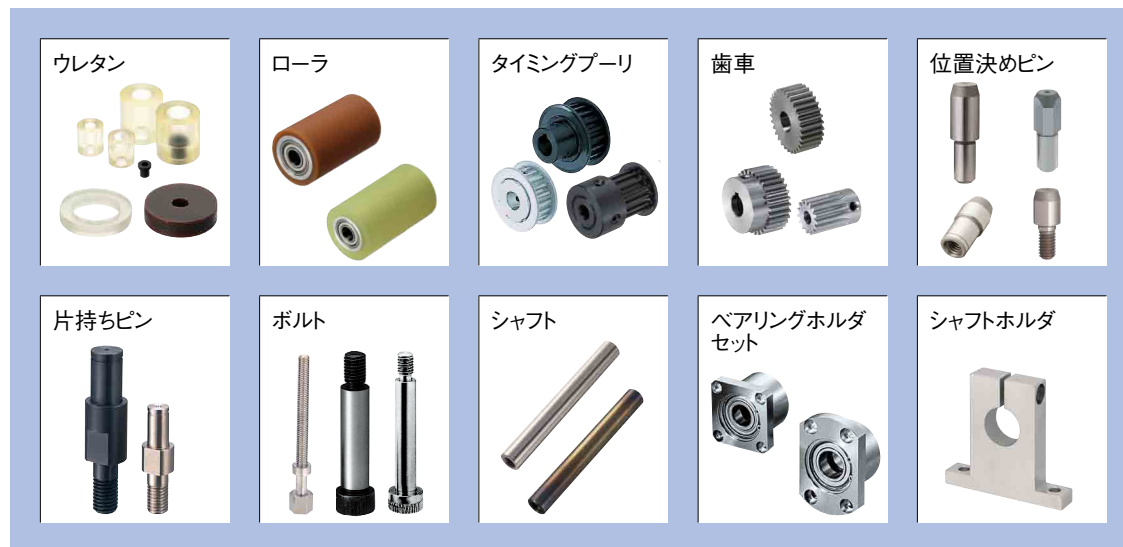 ウレタン
ローラ
タイミングプーリ
歯車
位置決めピン
片持ちピン
ボルト
シャフト
ベアリングホルダ
セット
シャフトホルダ